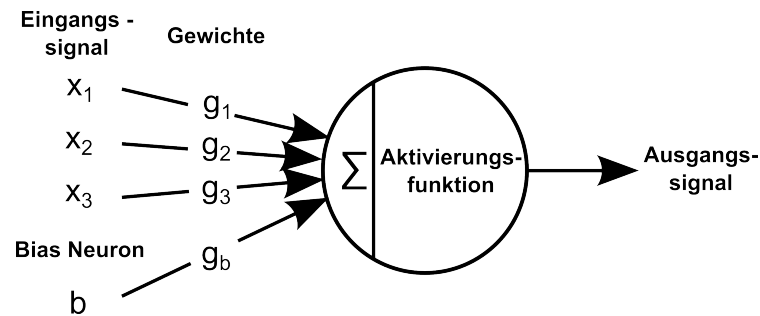 Eingangs -
signal
Gewichte
x1
g1
x2
g2
x3
g3
Bias Neuron
b
gb
∑
Aktivierungs-
funktion
Ausgangs-
signal